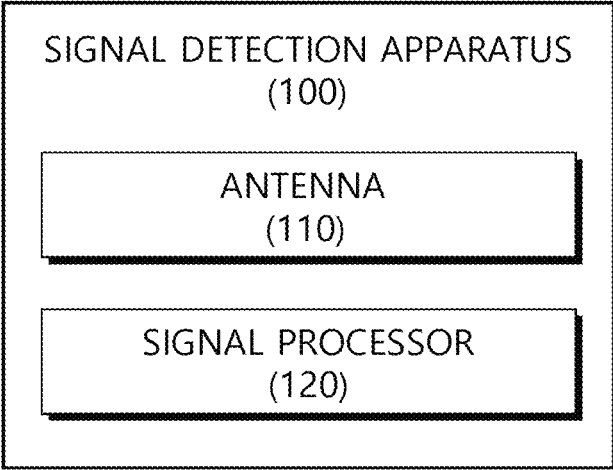 SIGNAL DETECTION APPARATUS
(100)
ANTENNA
(110)
SIGNAL PROCESSOR
(120)